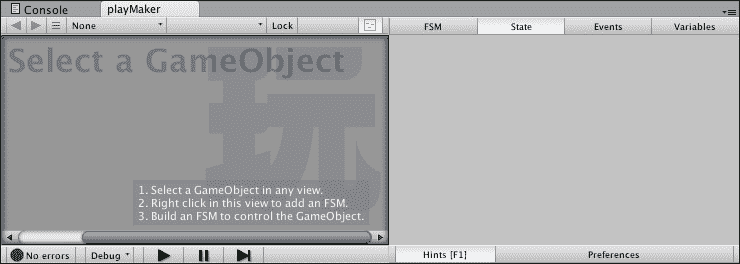 Console
playMaker
None
Lock
FSM
State
Events
Variables
Select a GameObject
玩
1. Select a GameObject in any view.
2. Right click in this view to add an FSM.
3. Build an FSM to control the GameObject.
No errors
Debug
Hints [F1]
Preferences